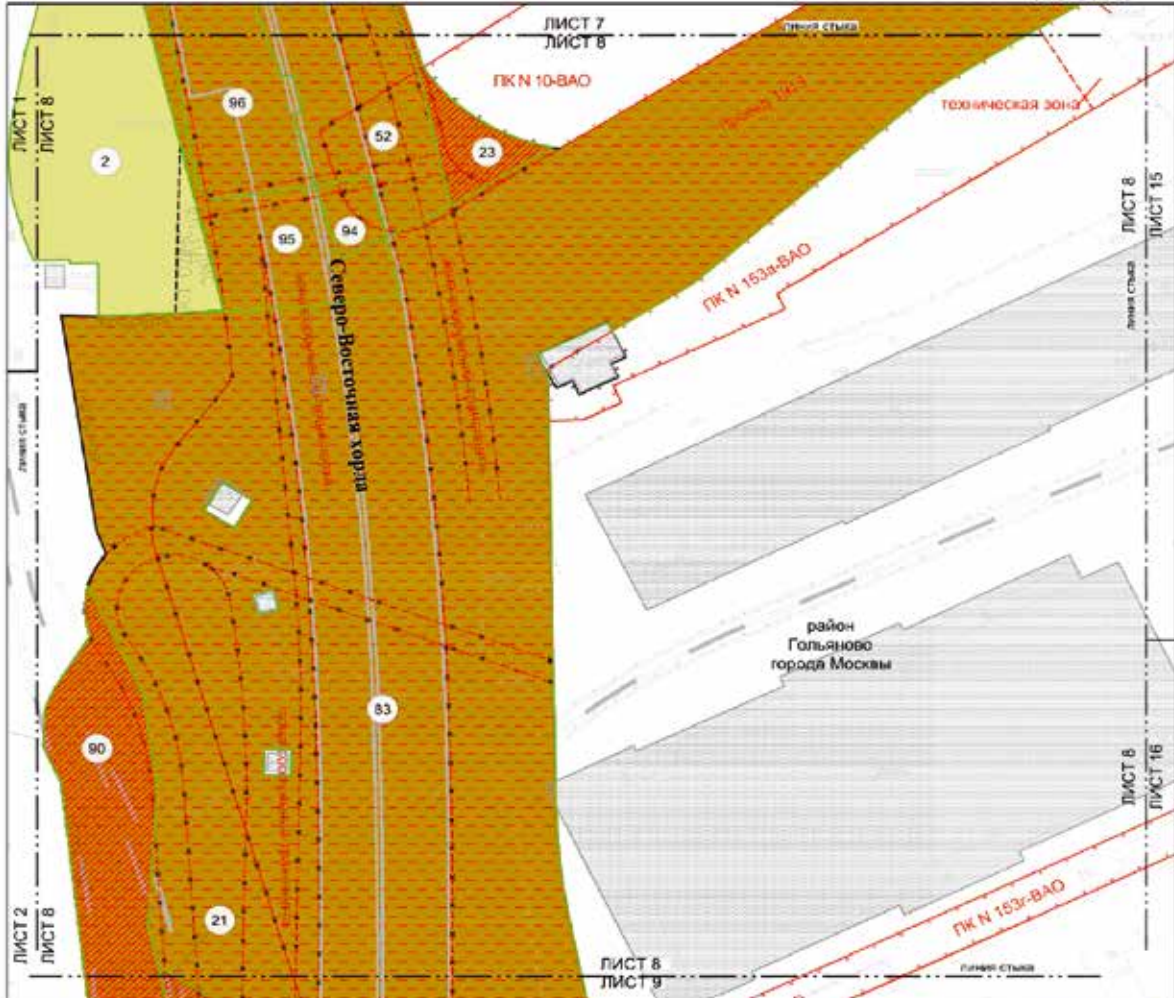 ЛИСТ 7
ЛИСТ 8
линия стыка
ПК N 10-ВАО
техническая зона
ЛИСТ 1
ЛИСТ 8
96
52
23
2
95
94
ЛИСТ 8
ЛИСТ 15
линия стыка
Северо-Восточная хорда
ПК N 153а-ВАО
линия стыка
район
Гольяново
города Москвы
83
90
21
ЛИСТ 8
ЛИСТ 16
ЛИСТ 2
ЛИСТ 8
ПК N 153г-ВАО
ЛИСТ 8
ЛИСТ 9
линия стыка